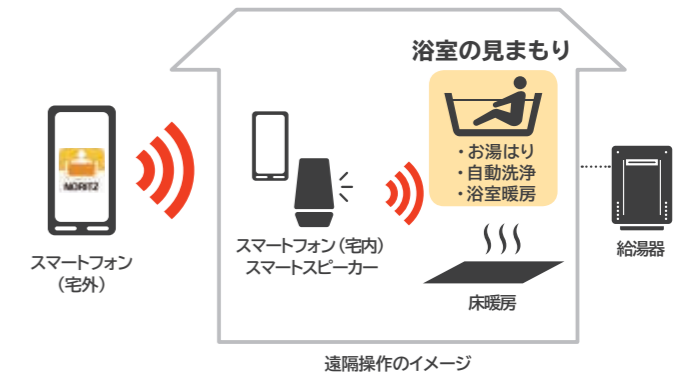 浴室の見まもり
NORITZ
・お湯はり
・自動洗浄
・浴室暖房
スマートフォン
（宅外）
スマートフォン（宅内）
スマートスピーカー
床暖房
給湯器
遠隔操作のイメージ